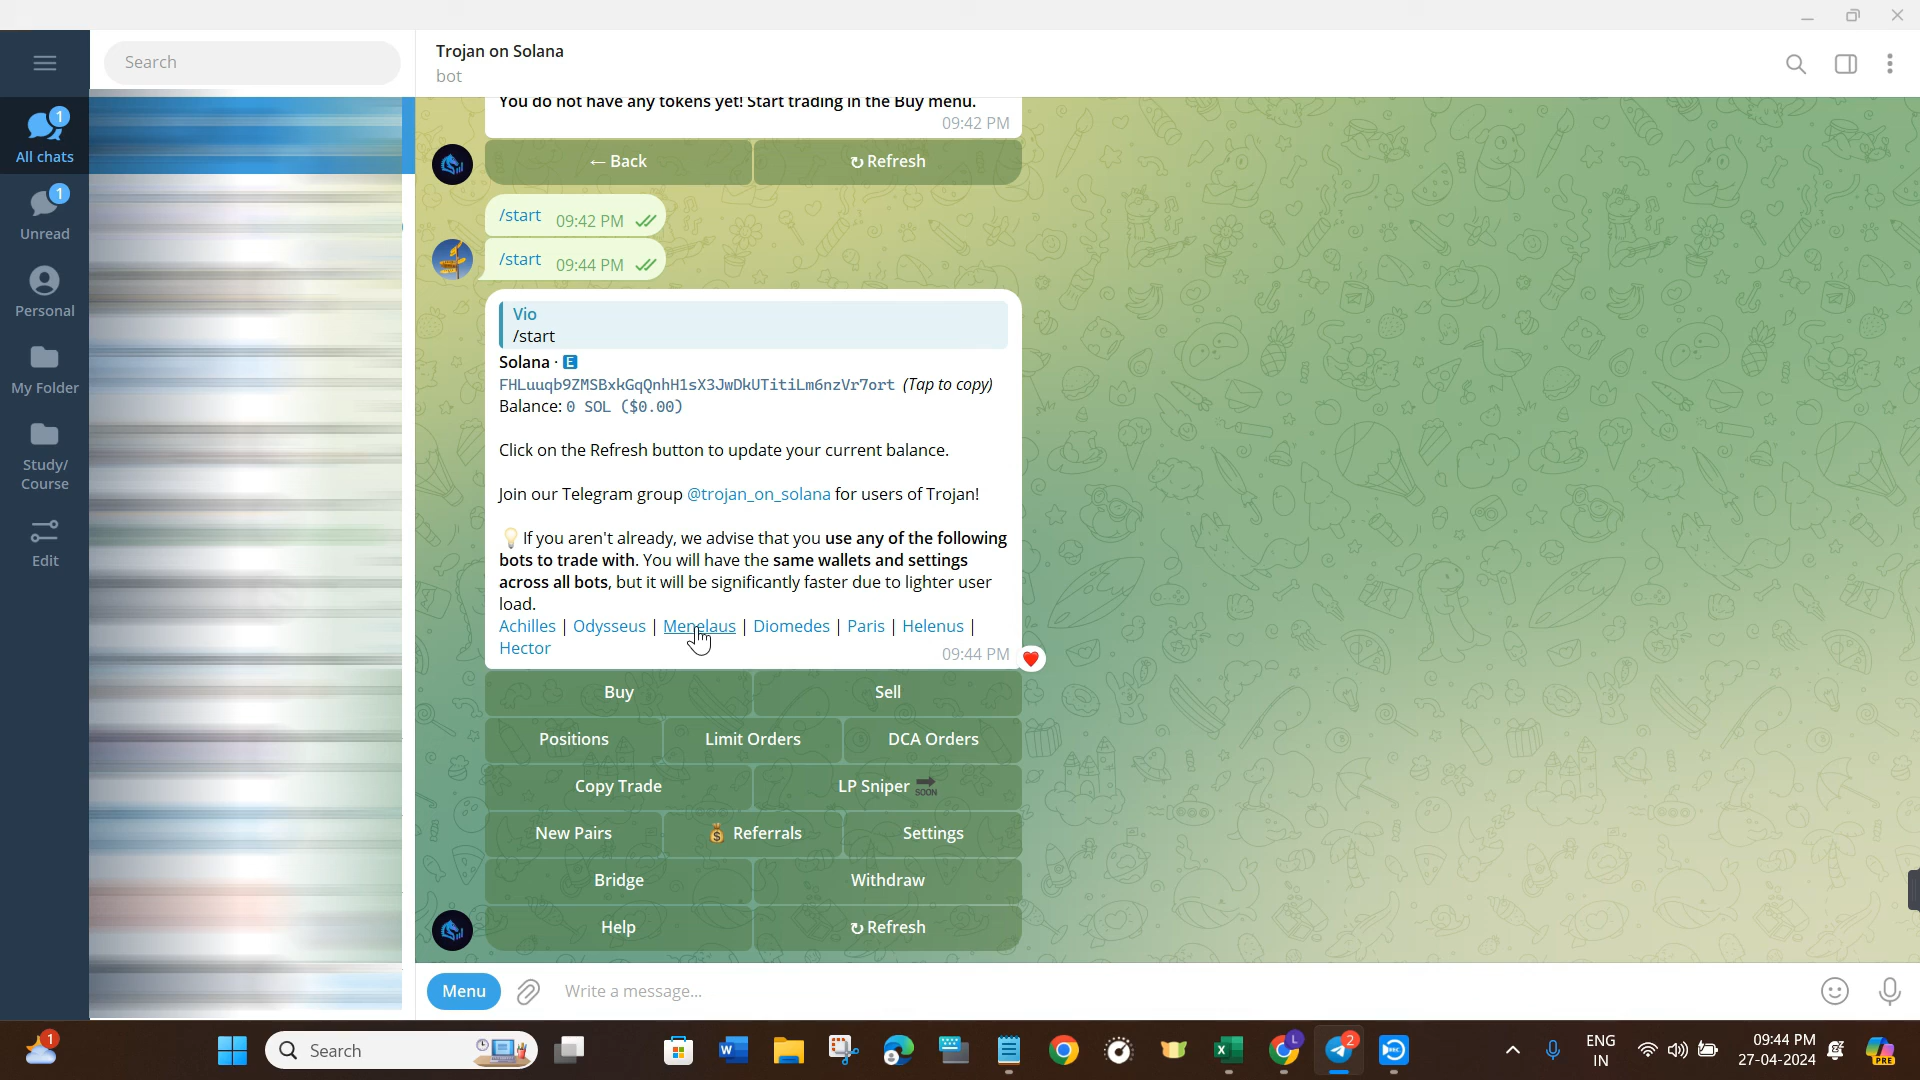 Search
Trojan on Solana
bot
1
All chats
1
Unread
Personal
My Folder
Study/
Course
Edit
You do not have any tokens yet! Start trading in the Buy menu.
09:42 PM
← Back
↻ Refresh
/start 09:42 PM
/start 09:44 PM
Vio
/start
Solana · E
FHLuuqb9ZMSBxkGqQnhH1sX3JwDkUTitiLm6nzVr7ort (Tap to copy)
Balance: 0 SOL ($0.00)
Click on the Refresh button to update your current balance.
Join our Telegram group @trojan_on_solana for users of Trojan!
💡 If you aren't already, we advise that you use any of the following
bots to trade with. You will have the same wallets and settings
across all bots, but it will be significantly faster due to lighter user
load.
Achilles | Odysseus | Menelaus | Diomedes | Paris | Helenus |
Hector
09:44 PM
Buy
Sell
Positions
Limit Orders
DCA Orders
Copy Trade
LP Sniper SOON
New Pairs
💰 Referrals
Settings
Bridge
Withdraw
Help
↻ Refresh
Menu
Write a message...
1
Search
L
2
ENG
IN
09:44 PM
27-04-2024
PRE